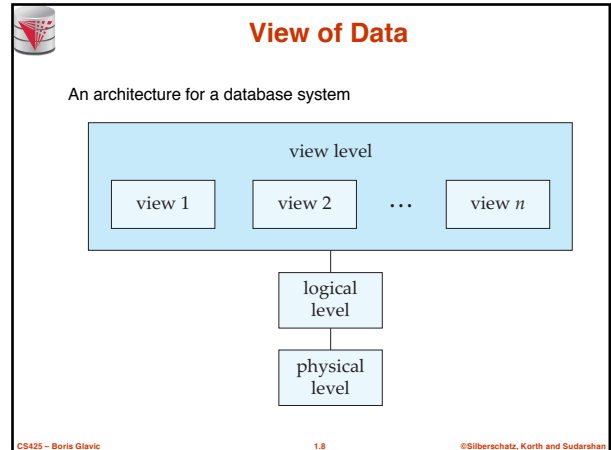 View of Data
An architecture for a database system
view level
view 1
view 2
...
view n
logical
level
physical
level
CS425 – Boris Glavic
1.8
©Silberschatz, Korth and Sudarshan